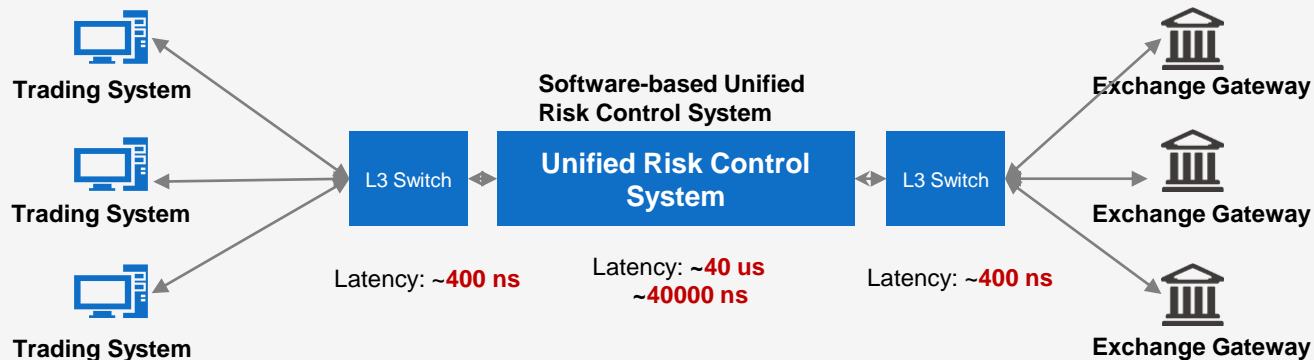 Trading System
Trading System
Trading System
Software-based Unified
Risk Control System
L3 Switch
Unified Risk Control
System
L3 Switch
Latency: ~400 ns
Latency: ~40 us
~40000 ns
Latency: ~400 ns
Exchange Gateway
Exchange Gateway
Exchange Gateway